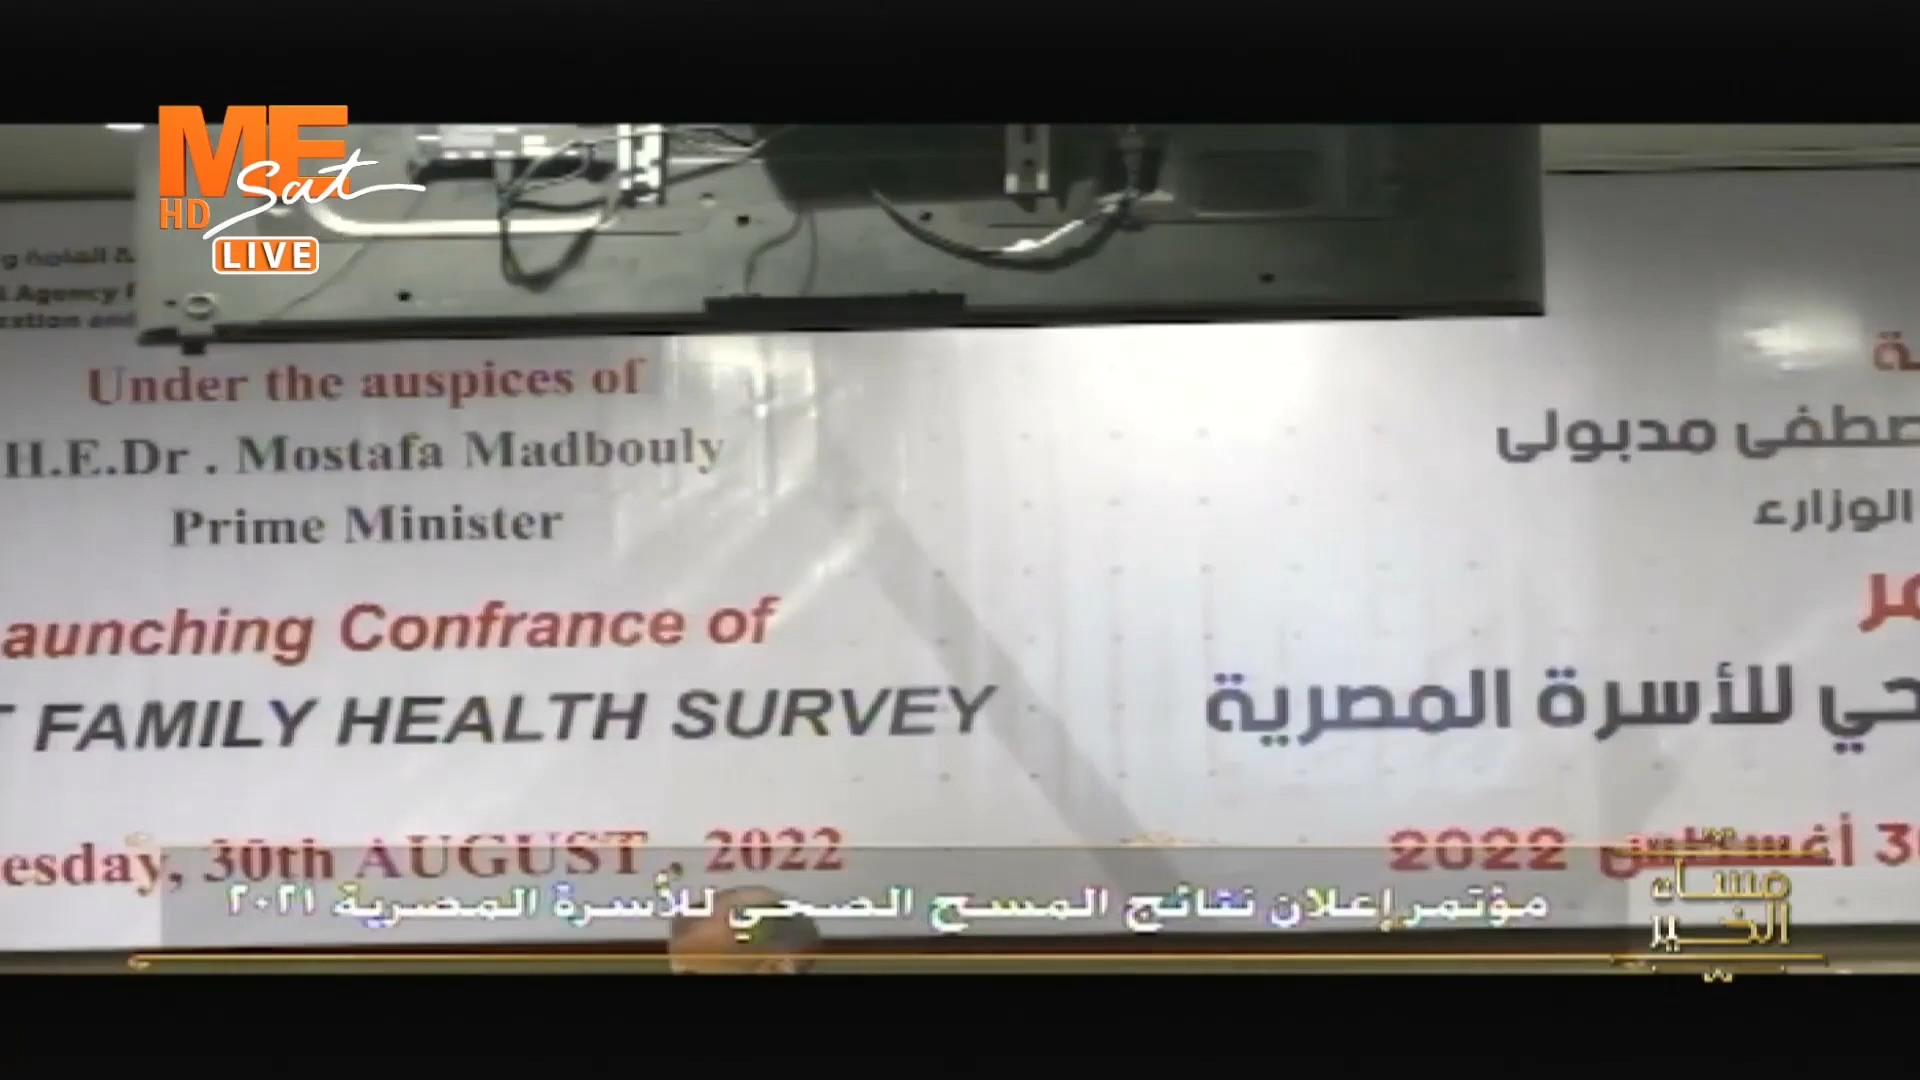 ME
Sat
HD
LIVE
Agency
Under the auspices of
H.E.Dr . Mostafa Madbouly
Prime Minister
aunching Confrance of
T FAMILY HEALTH SURVEY
esday, 30th AUGUST , 2022
صطفى مدبولى
الوزارء
حي للأسرة المصرية
30 أغسطس 2022
مؤتمر إعلان نتائج المسح الصحي للأسرة المصرية ٢٠٢١
مساء
الخير